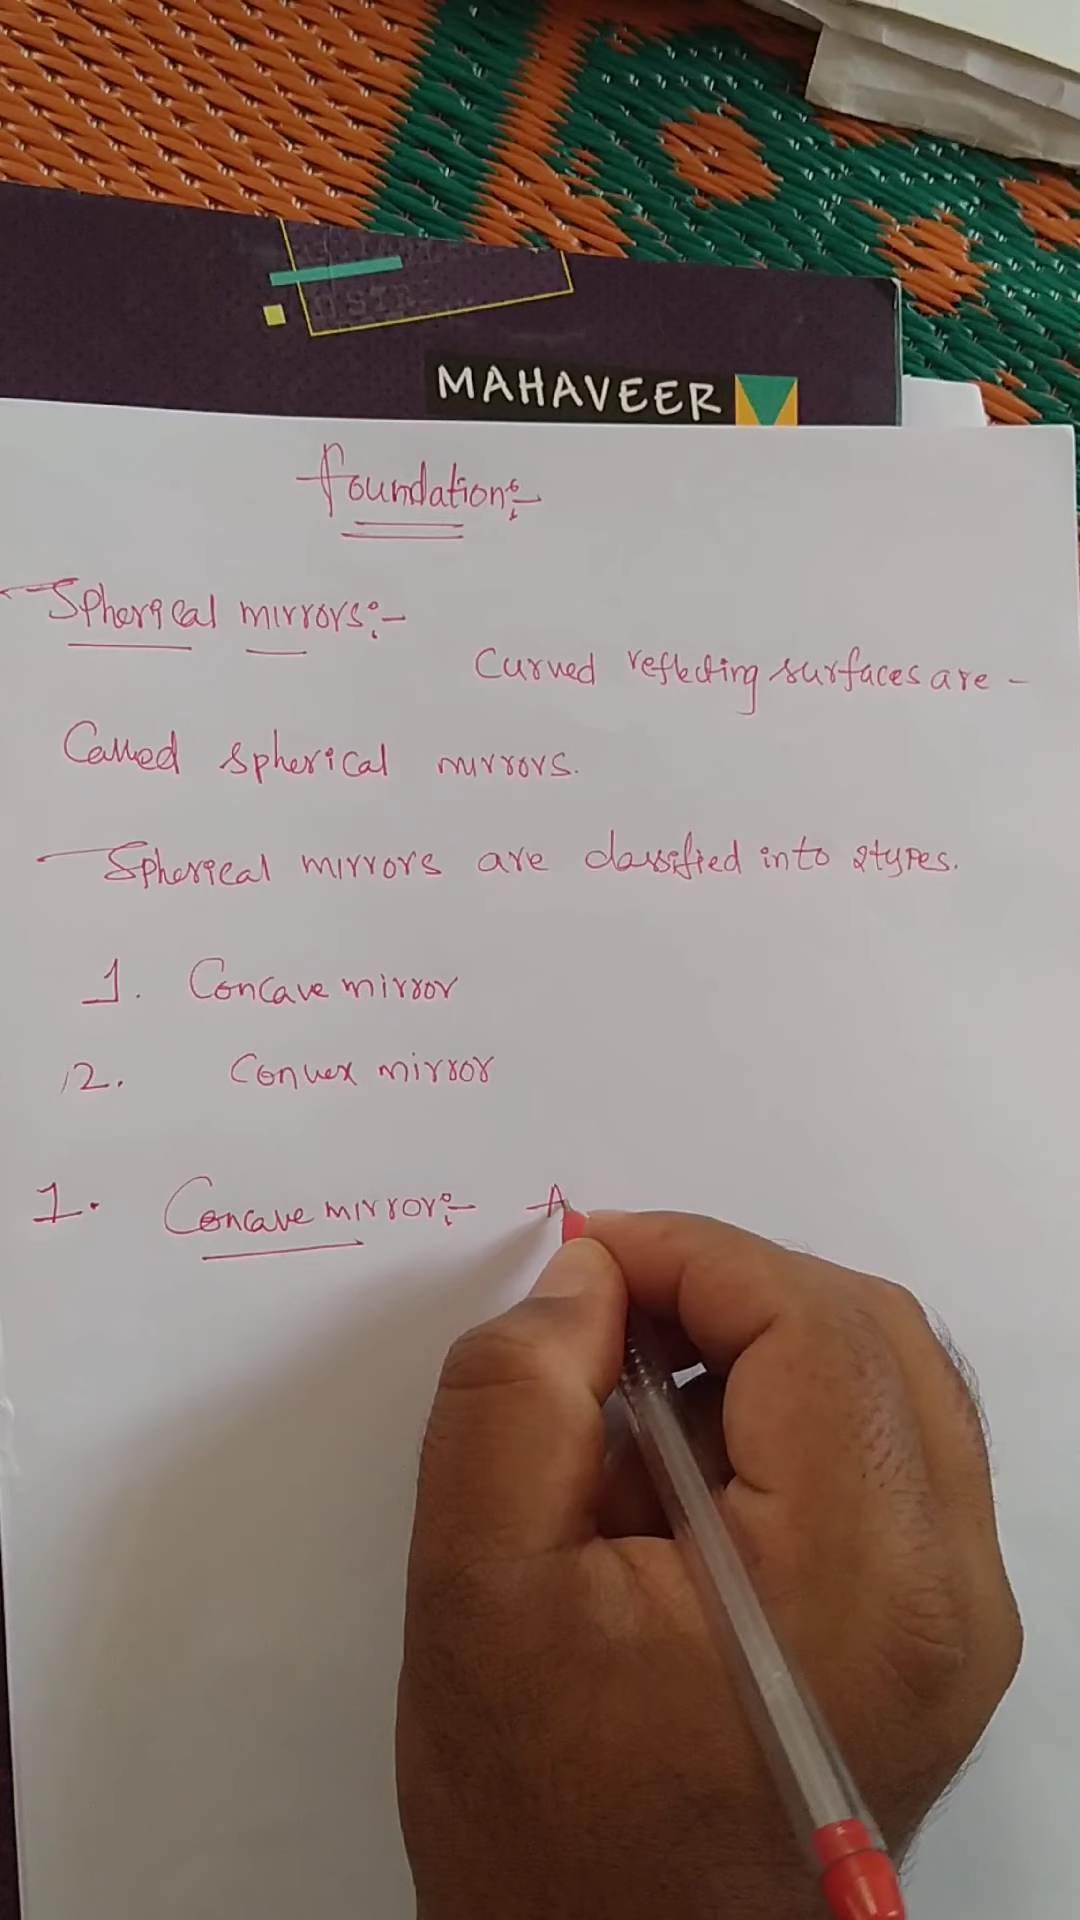 MAHAVEER
Foundation:-
Spherical mirrors:-
Curved reflecting surfaces are -
Called spherical mirrors.
Spherical mirrors are classified into 2types.
1. Concave mirror
2. Convex mirror
1. Concave mirror:- A